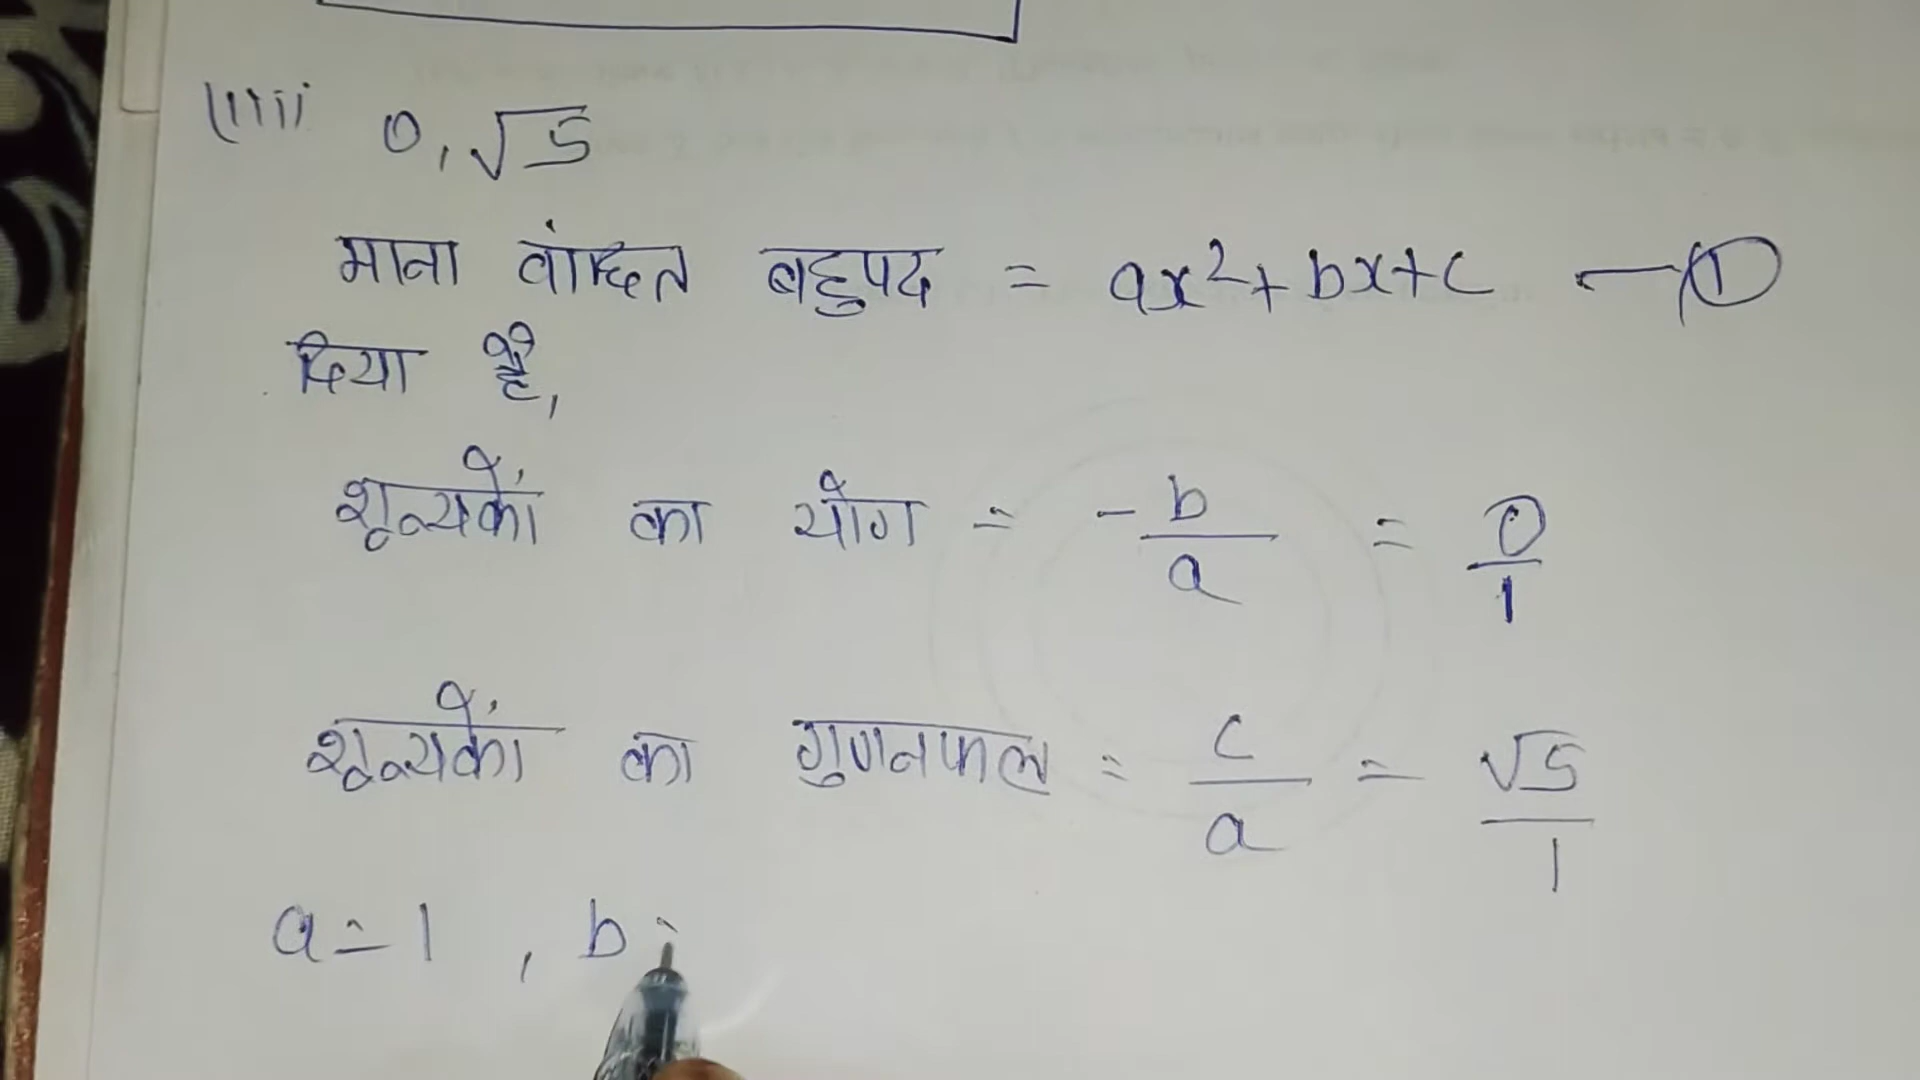 (iii) 0, √5
माना वांछित बहुपद = ax² + bx + c —①
दिया है,
शून्यकों का योग = -b/a = 0/1
शून्यकों का गुणनफल = c/a = √5/1
a = 1 , b =